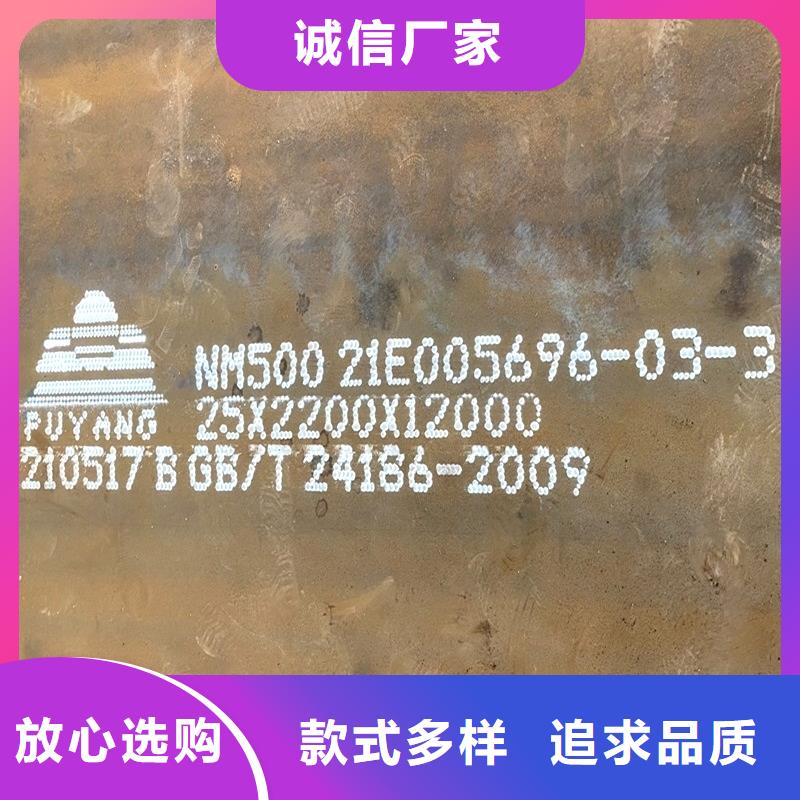 诚信厂家
NM500 21E005696-03-3
PUYANG 25X2200X12000
210517B GB/T 24186-2009
放心选购 款式多样 追求品质